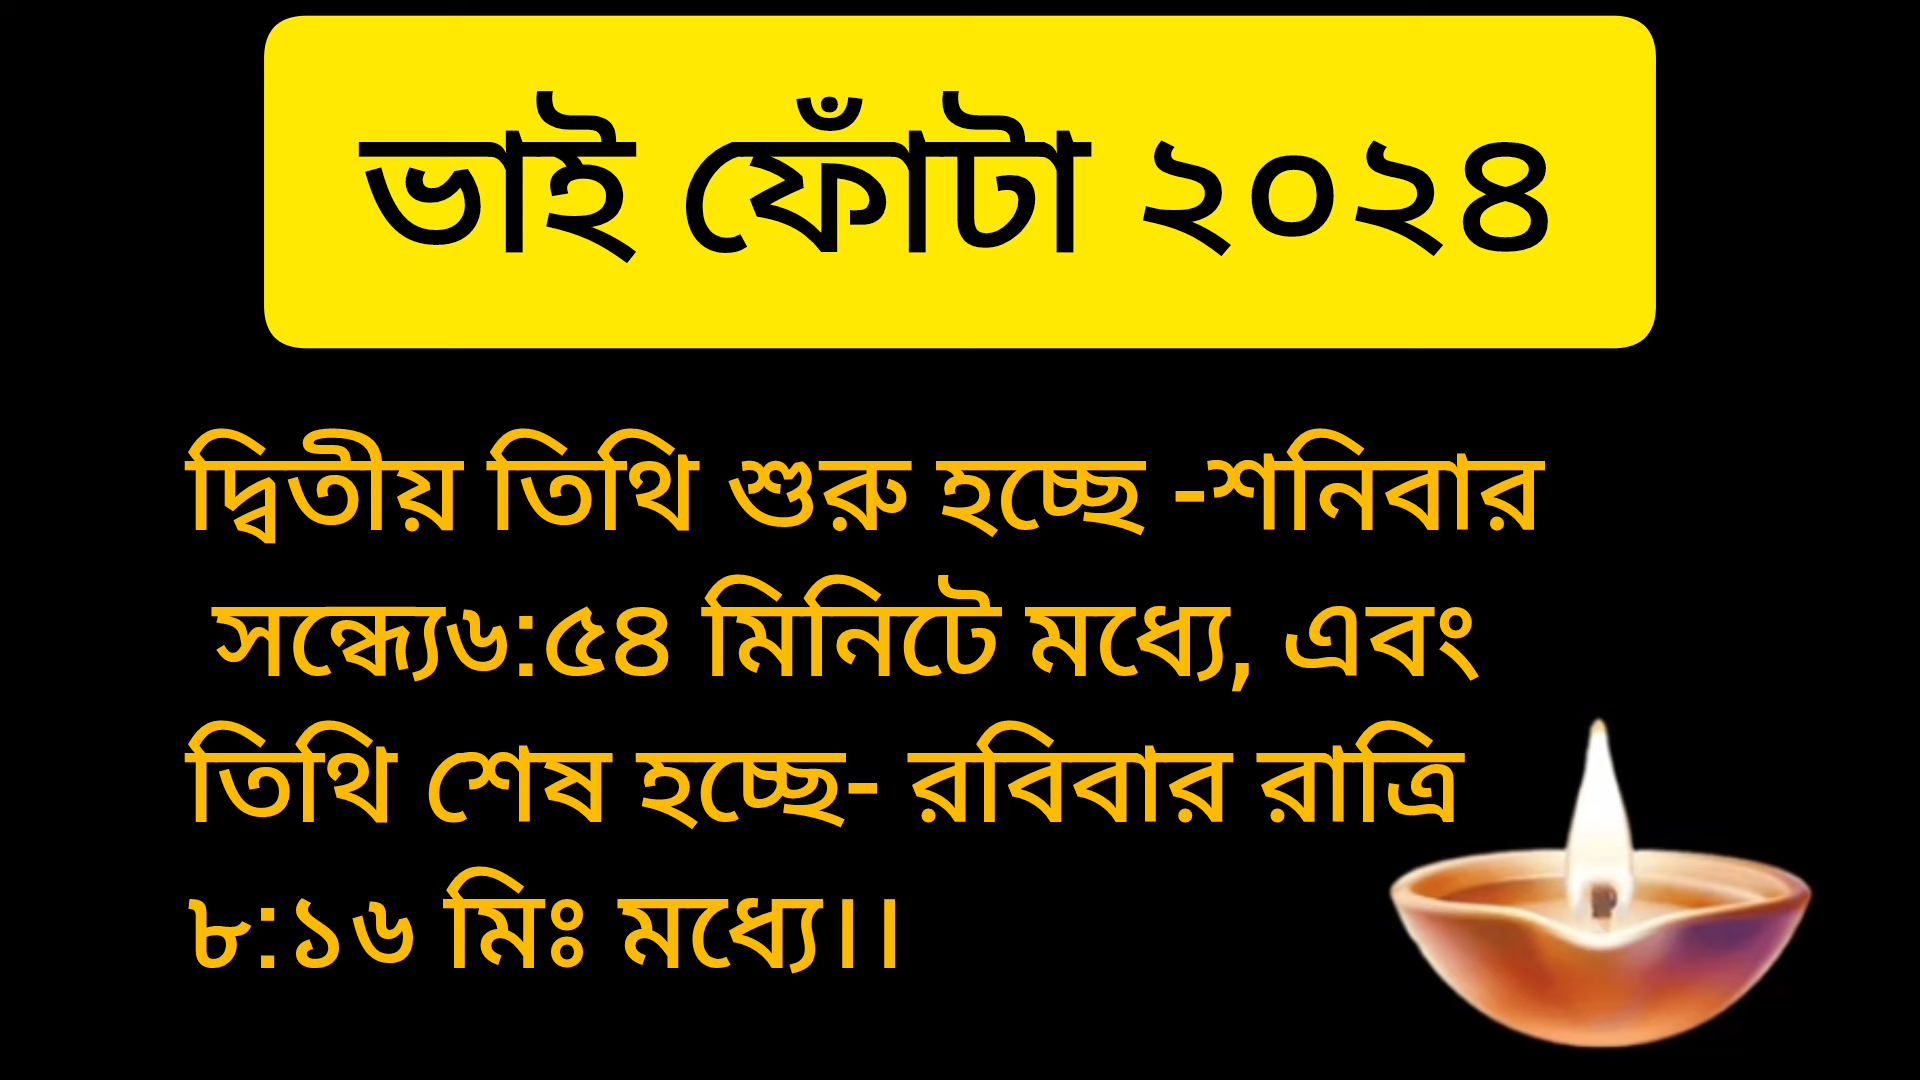 ভাই ফোঁটা ২০২৪
দ্বিতীয় তিথি শুরু হচ্ছে -শনিবার
সন্ধ্যে৬:৫৪ মিনিটে মধ্যে, এবং
তিথি শেষ হচ্ছে- রবিবার রাত্রি
৮:১৬ মিঃ মধ্যে।।